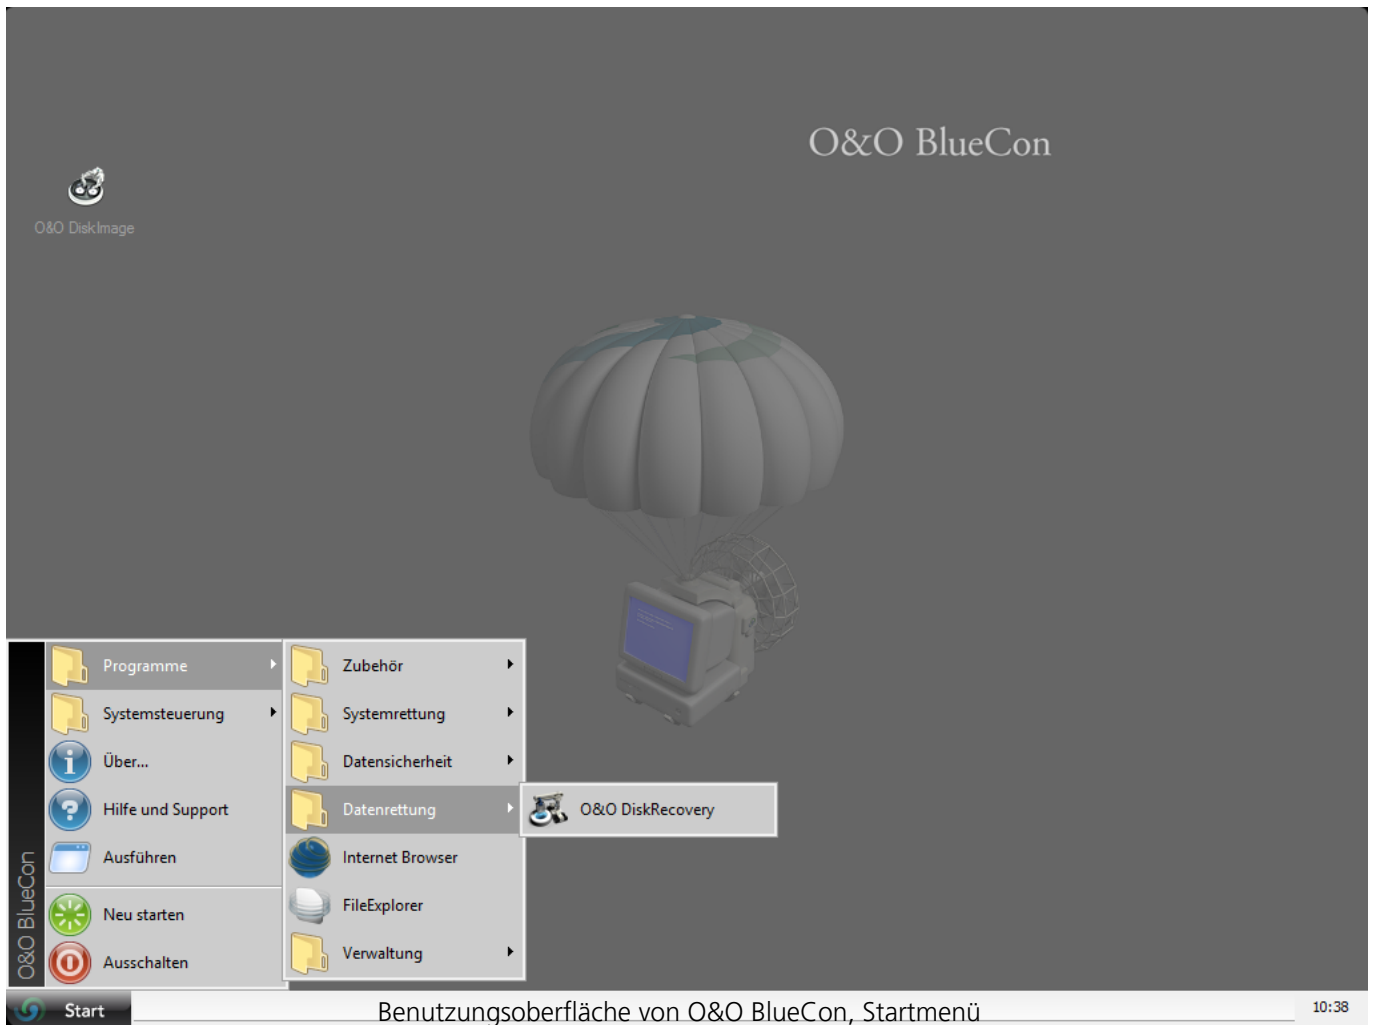 O&O BlueCon
O&O DiskImage
O&O BlueCon
Programme
Systemsteuerung
Über...
Hilfe und Support
Ausführen
Neu starten
Ausschalten
Zubehör
Systemrettung
Datensicherheit
Datenrettung
Internet Browser
FileExplorer
Verwaltung
O&O DiskRecovery
Start
10:38
Benutzungsoberfläche von O&O BlueCon, Startmenü